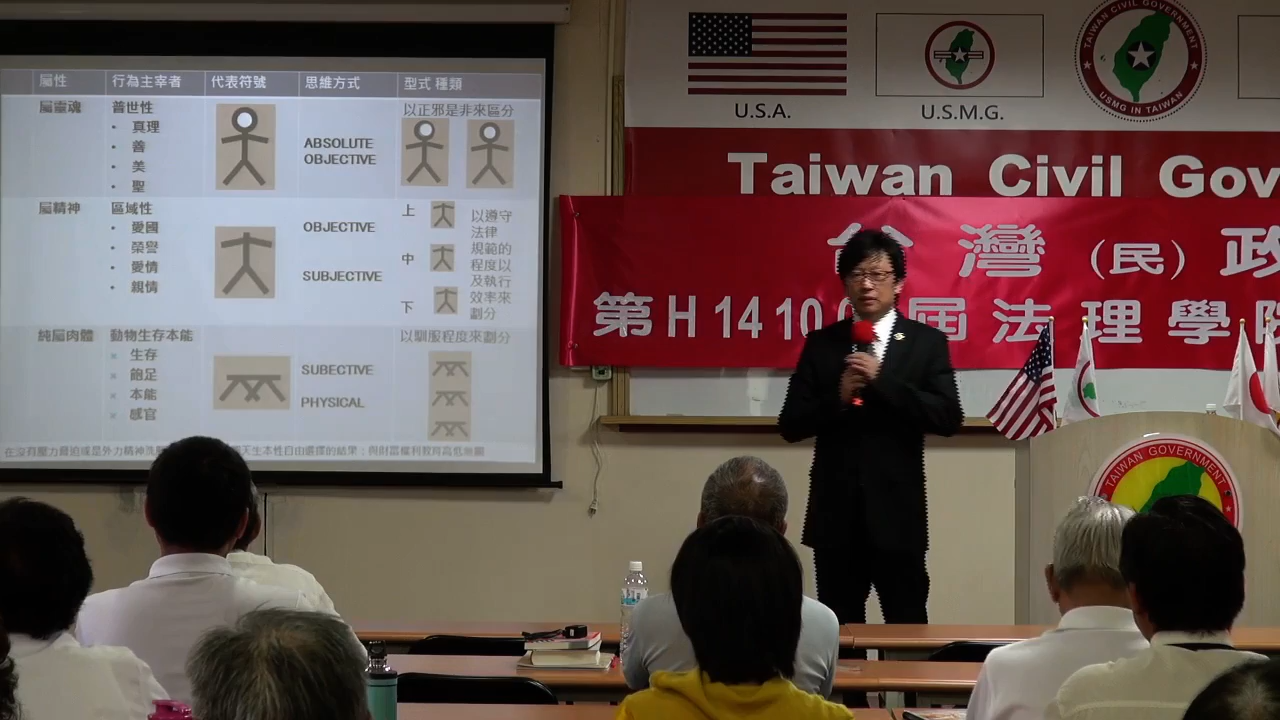 屬性 行為主宰者 代表符號 思維方式 型式 種類
屬靈魂 普世性 以正邪是非來區分
• 真理
• 善
• 美
• 聖
ABSOLUTE
OBJECTIVE
屬精神 區域性
• 愛國
• 榮譽
• 愛情
• 親情
OBJECTIVE
SUBJECTIVE
上
中
下
以遵守
法律
規範的
程度以
及執行
效率來
劃分
純屬肉體 動物生存本能 以馴服程度來劃分
生存
飽足
本能
感官
SUBECTIVE
PHYSICAL
U.S.A.
U.S.M.G.
TAIWAN CIVIL GOVERNMENT
USMG IN TAIWAN
Taiwan Civil Gov
台灣(民)政
第H14100 屆法理學院
TAIWAN GOVERNMENT